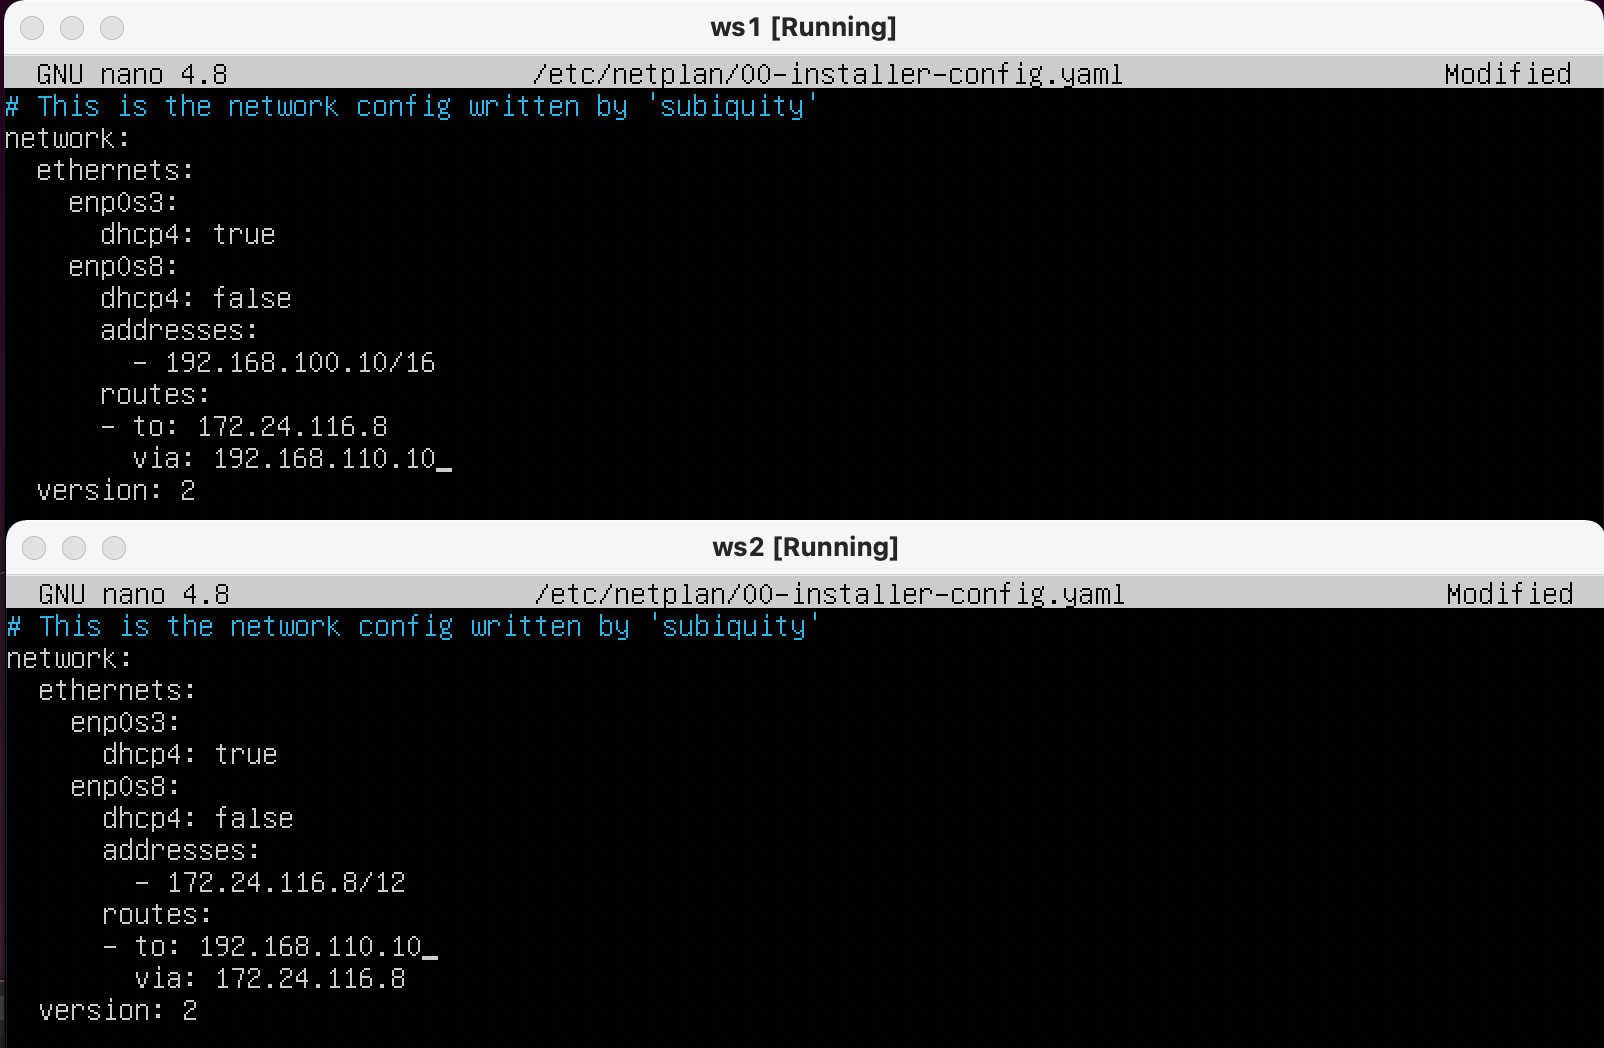 ws1 [Running]
GNU nano 4.8 /etc/netplan/00-installer-config.yaml Modified
# This is the network config written by 'subiquity'
network:
  ethernets:
    enp0s3:
      dhcp4: true
    enp0s8:
      dhcp4: false
      addresses:
        - 192.168.100.10/16
      routes:
      - to: 172.24.116.8
        via: 192.168.110.10
  version: 2
ws2 [Running]
GNU nano 4.8 /etc/netplan/00-installer-config.yaml Modified
# This is the network config written by 'subiquity'
network:
  ethernets:
    enp0s3:
      dhcp4: true
    enp0s8:
      dhcp4: false
      addresses:
        - 172.24.116.8/12
      routes:
      - to: 192.168.110.10
        via: 172.24.116.8
  version: 2